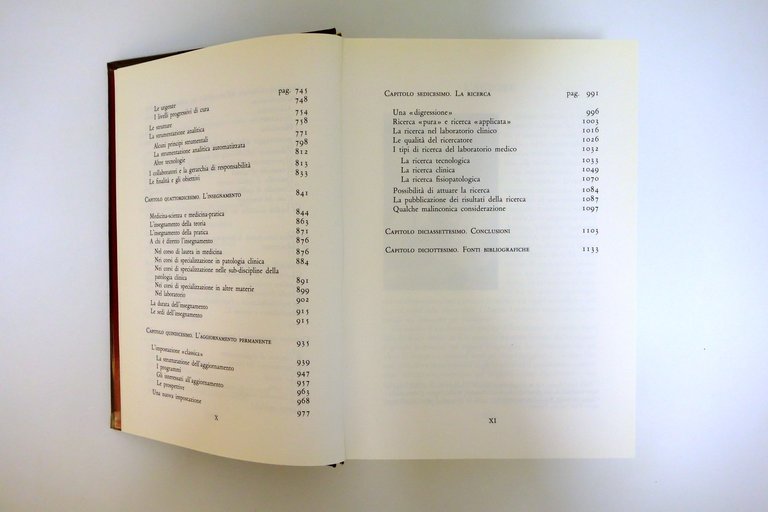 Le urgenze pag. 745
I livelli progressivi di cura 748
Le strutture 754
La strumentazione analitica 758
Alcuni principi strumentali 771
La strumentazione analitica automatizzata 798
Altre tecnologie 812
I collaboratori e la gerarchia di responsabilità 813
Le finalità e gli obiettivi 833
Capitolo quattordicesimo. L'insegnamento 841
Medicina-scienza e medicina-pratica 844
L'insegnamento della teoria 863
L'insegnamento della pratica 871
A chi è diretto l'insegnamento 876
Nel corso di laurea in medicina 876
Nei corsi di specializzazione in patologia clinica 884
Nei corsi di specializzazione nelle sub-discipline della
patologia clinica 891
Nei corsi di specializzazione in altre materie 899
Nel laboratorio 902
La durata dell'insegnamento 915
Le sedi dell'insegnamento 915
Capitolo quindicesimo. L'aggiornamento permanente 935
L'impostazione «classica» 939
La strutturazione dell'aggiornamento 947
I programmi 957
Gli interessati all'aggiornamento 963
Le prospettive 968
Una nuova impostazione 977
X
Capitolo sedicesimo. La ricerca pag. 991
Una «digressione» 996
Ricerca «pura» e ricerca «applicata» 1003
La ricerca nel laboratorio clinico 1016
Le qualità del ricercatore 1026
I tipi di ricerca del laboratorio medico 1032
La ricerca tecnologica 1033
La ricerca clinica 1049
La ricerca fisiopatologica 1070
Possibilità di attuare la ricerca 1084
La pubblicazione dei risultati della ricerca 1087
Qualche malinconica considerazione 1097
Capitolo diciassettesimo. Conclusioni 1103
Capitolo diciottesimo. Fonti bibliografiche 1133
XI